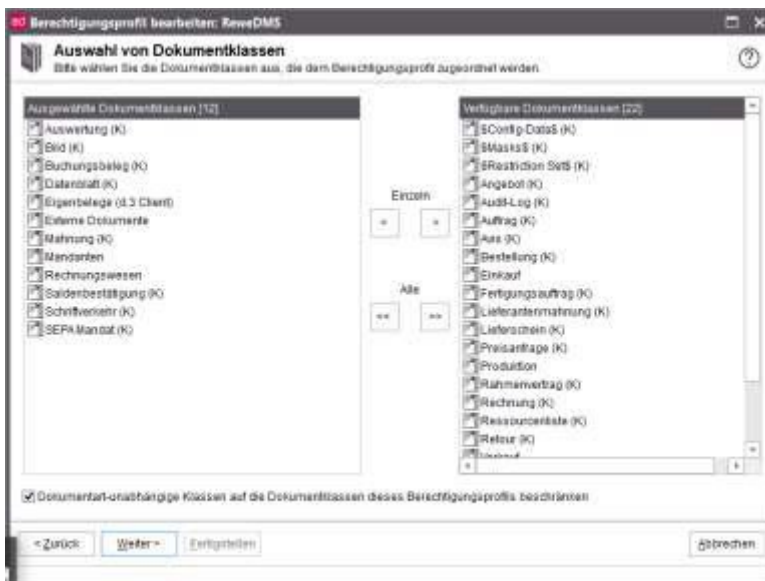 Berechtigungsprofil bearbeiten: ReweDMS
Auswahl von Dokumentklassen
Bitte wählen Sie die Dokumentklassen aus, die dem Berechtigungsprofil zugeordnet werden.
Ausgewählte Dokumentklassen [12]
Auswertung (K)
Bild (K)
Buchungsbeleg (K)
Datenblatt (K)
Eigenbelege (d.3 Client)
Externe Dokumente
Mahnung (K)
Mandanten
Rechnungswesen
Saldenbestätigung (K)
Schriftverkehr (K)
SEPA Mandat (K)
Einzeln
<
>
Alle
<<
>>
Verfügbare Dokumentklassen [22]
$Config-Data$ (K)
$Masks$ (K)
$Restriction Set$ (K)
Angebot (K)
Audit-Log (K)
Auftrag (K)
Avis (K)
Bestellung (K)
Einkauf
Fertigungsauftrag (K)
Lieferantenmahnung (K)
Lieferschein (K)
Preisanfrage (K)
Produktion
Rahmenvertrag (K)
Rechnung (K)
Ressourcenliste (K)
Retour (K)
Verkauf
Dokumentart-unabhängige Klassen auf die Dokumentklassen dieses Berechtigungsprofils beschränken
< Zurück
Weiter >
Fertigstellen
Abbrechen